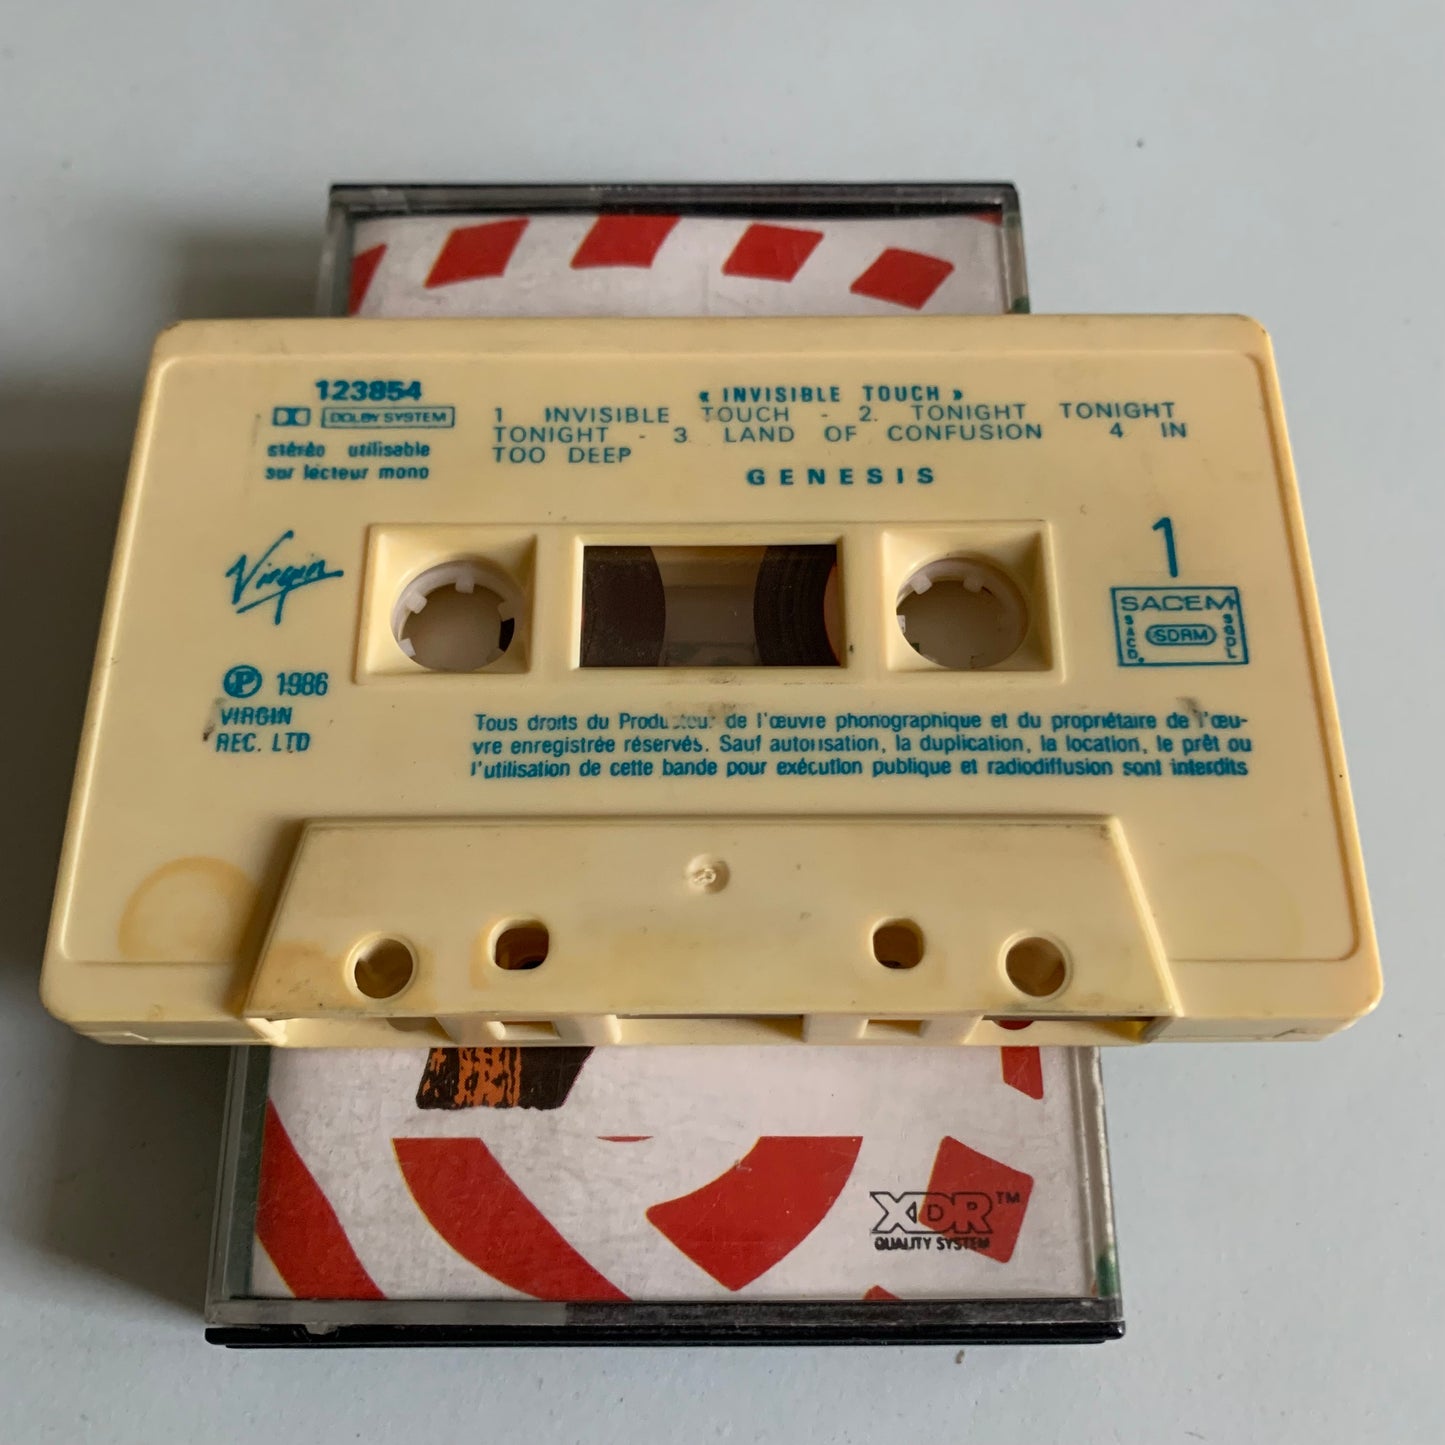 123854
DOLBY SYSTEM
stéréo utilisable
sur lecteur mono
« INVISIBLE TOUCH »
1 INVISIBLE TOUCH - 2. TONIGHT TONIGHT
TONIGHT - 3 LAND OF CONFUSION 4 IN
TOO DEEP
GENESIS
Virgin
1
SACEM
SACD
SDRM
SGDL
℗ 1986
VIRGIN
REC. LTD
Tous droits du Producteur de l'œuvre phonographique et du propriétaire de l'œu-
vre enregistrée réservés. Sauf autorisation, la duplication, la location, le prêt ou
l'utilisation de cette bande pour exécution publique et radiodiffusion sont interdits
XDR™
QUALITY SYSTEM